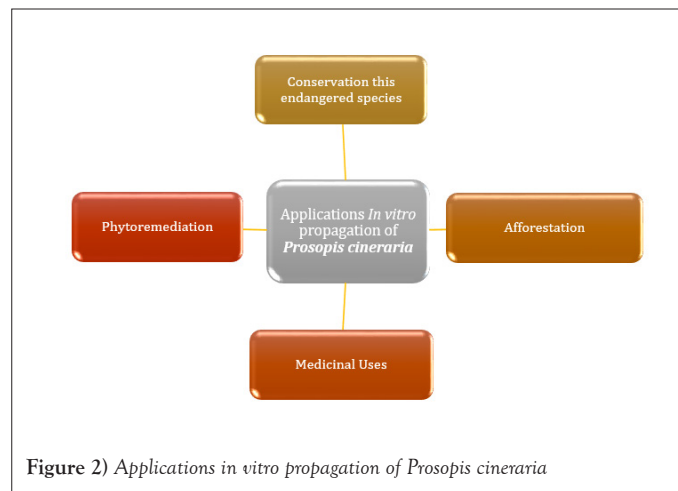 Conservation this
endangered species
Phytoremediation
Applications In vitro
propagation of
Prosopis cineraria
Afforestation
Medicinal Uses
Figure 2) Applications in vitro propagation of Prosopis cineraria